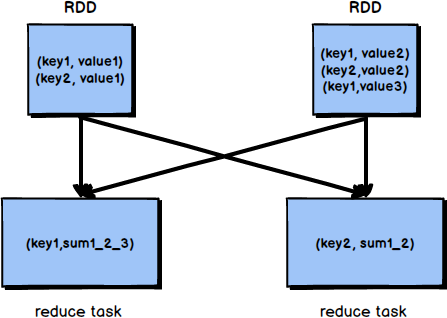 RDD
RDD
(key1, value1)
(key2, value1)
(key1, value2)
(key2,value2)
(key1,value3)
(key1,sum1_2_3)
(key2, sum1_2)
reduce task
reduce task